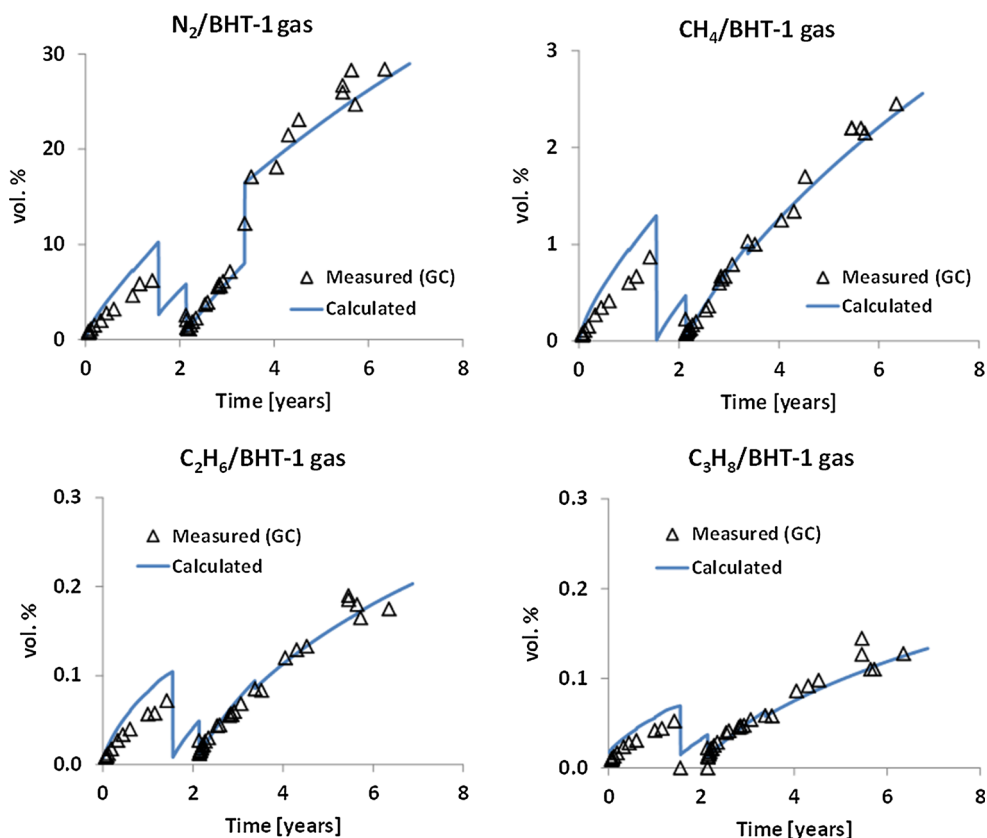 N₂/BHT-1 gas
30
20
10
0
vol. %
0 2 4 6 8
Time [years]
Measured (GC)
Calculated
CH₄/BHT-1 gas
3
2
1
0
vol. %
0 2 4 6 8
Time [years]
Measured (GC)
Calculated
C₂H₆/BHT-1 gas
0.3
0.2
0.1
0.0
vol. %
0 2 4 6 8
Time [years]
Measured (GC)
Calculated
C₃H₈/BHT-1 gas
0.3
0.2
0.1
0.0
vol. %
0 2 4 6 8
Time [years]
Measured (GC)
Calculated